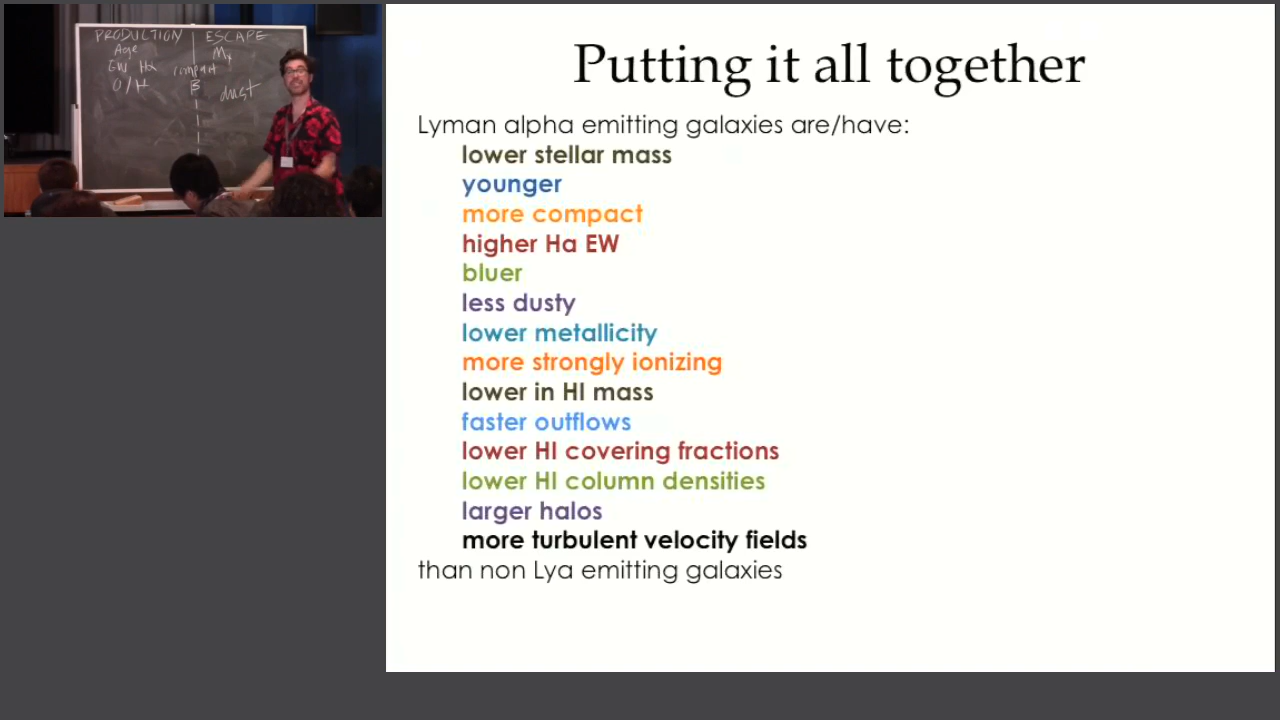 PRODUCTION ESCAPE
Age M*
EW Hα compact
O/H β dust
Putting it all together
Lyman alpha emitting galaxies are/have:
lower stellar mass
younger
more compact
higher Ha EW
bluer
less dusty
lower metallicity
more strongly ionizing
lower in HI mass
faster outflows
lower HI covering fractions
lower HI column densities
larger halos
more turbulent velocity fields
than non Lya emitting galaxies